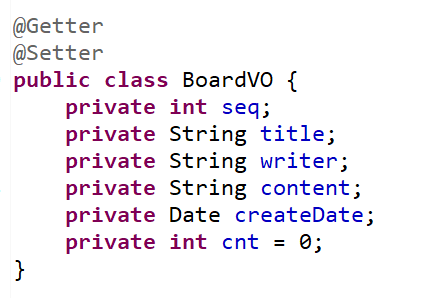 @Getter
@Setter
public class BoardVO {
    private int seq;
    private String title;
    private String writer;
    private String content;
    private Date createDate;
    private int cnt = 0;
}